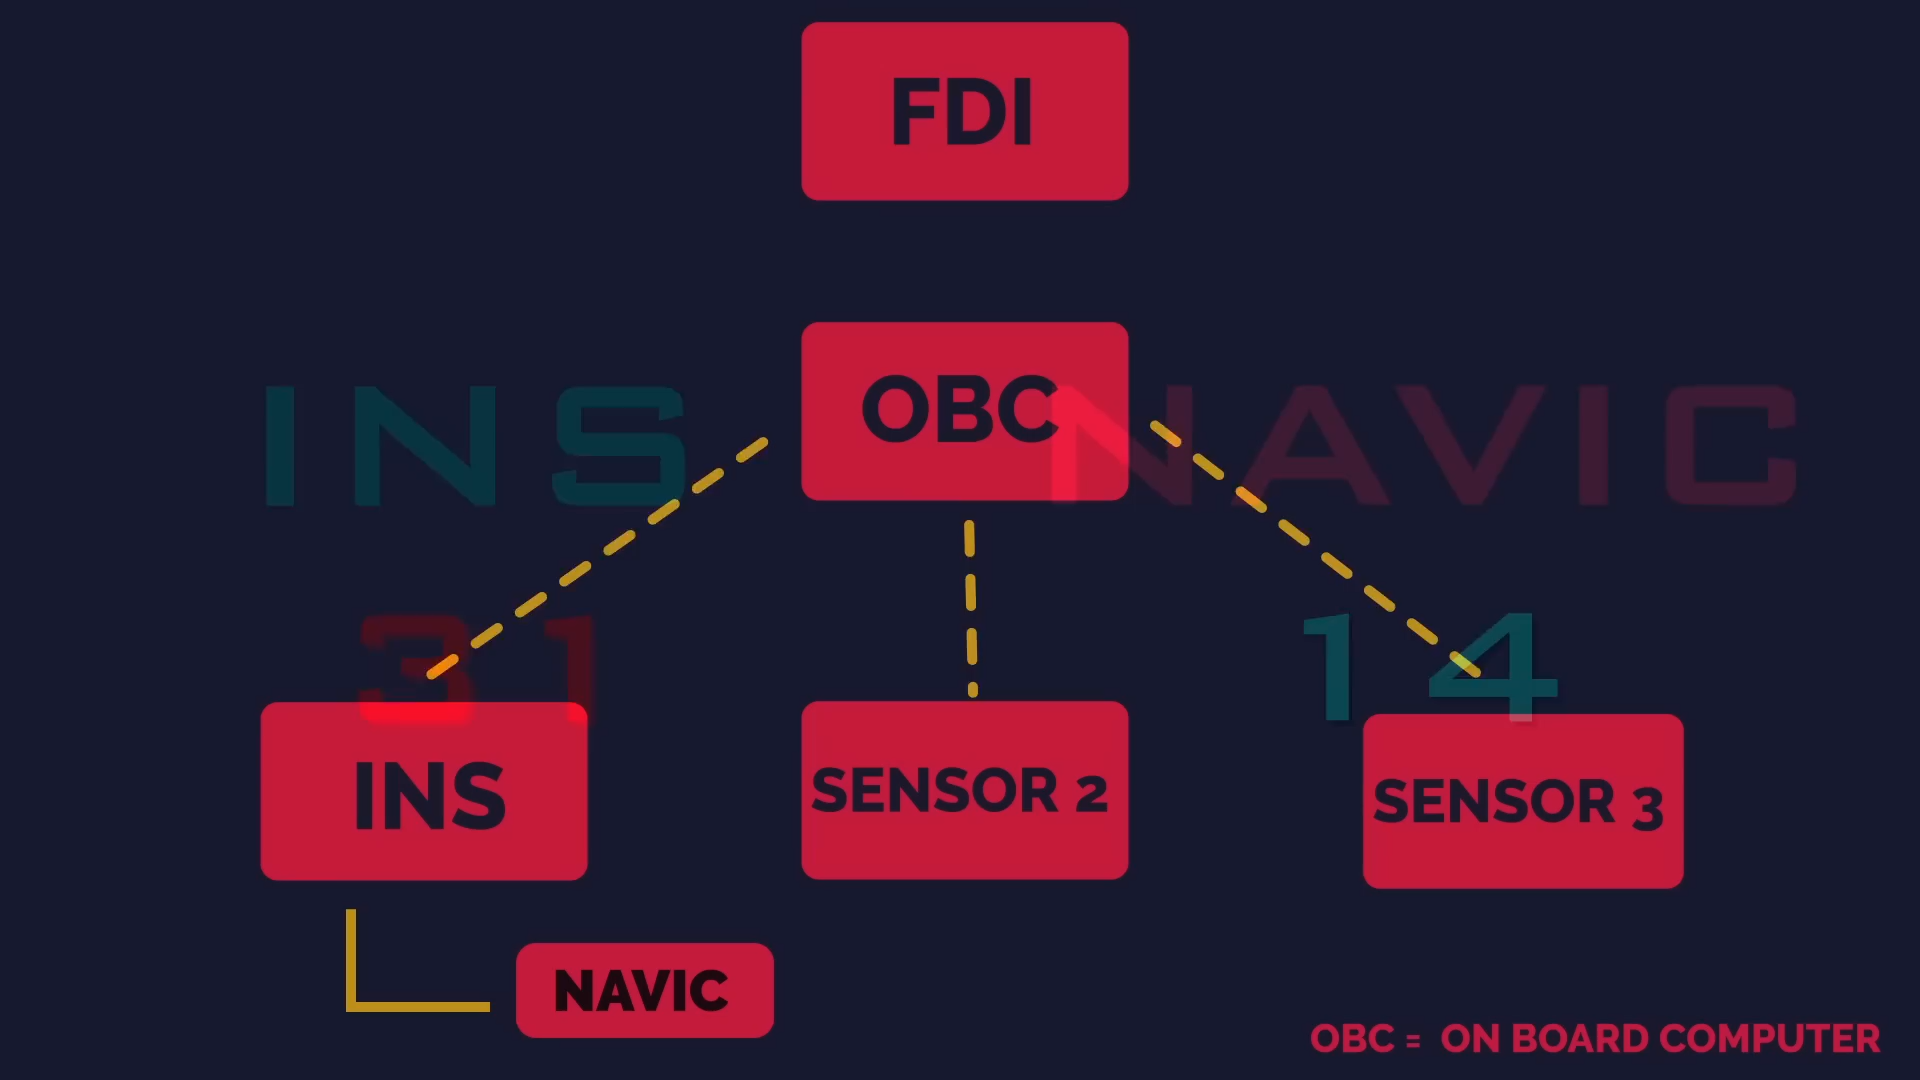 FDI
OBC
INS
NAVIC
31
14
INS
SENSOR 2
SENSOR 3
NAVIC
OBC = ON BOARD COMPUTER